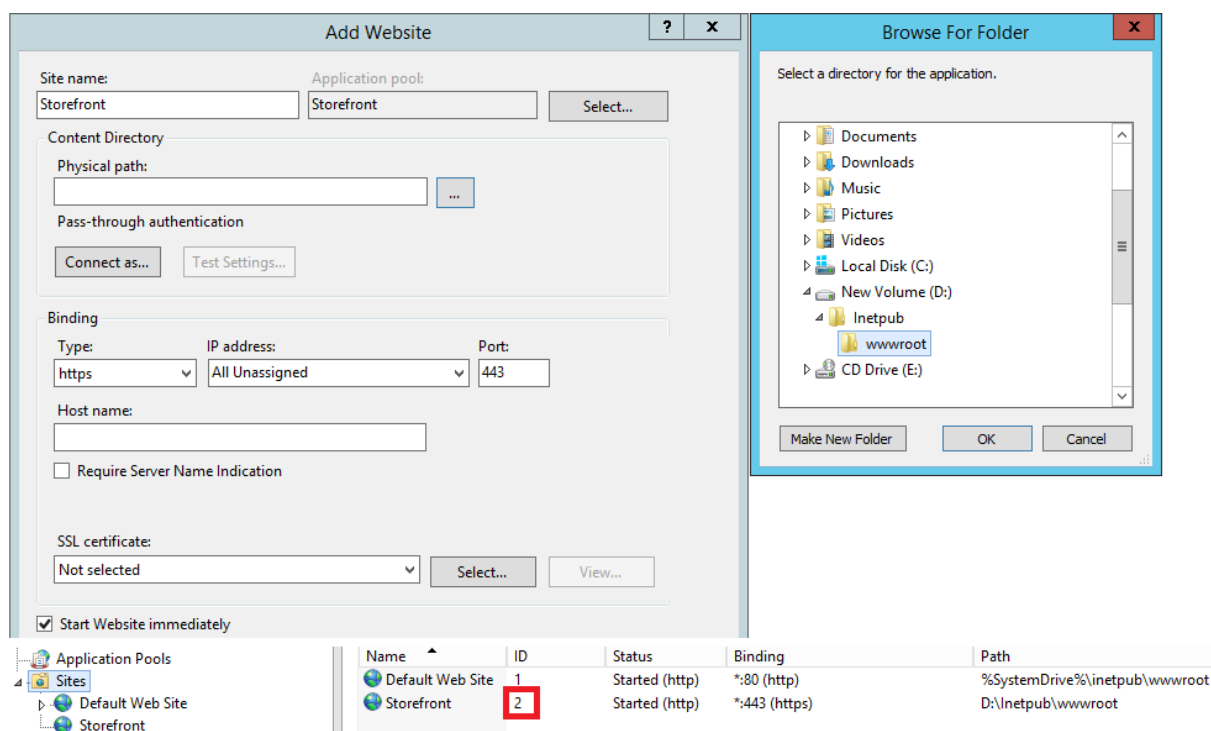 Add Website
? x
Site name:
Application pool:
Storefront
Storefront
Select...
Content Directory
Physical path:
...
Pass-through authentication
Connect as...
Test Settings...
Binding
Type:
IP address:
Port:
https
All Unassigned
443
Host name:
Require Server Name Indication
SSL certificate:
Not selected
Select...
View...
Start Website immediately
Browse For Folder
x
Select a directory for the application.
Documents
Downloads
Music
Pictures
Videos
Local Disk (C:)
New Volume (D:)
Inetpub
wwwroot
CD Drive (E:)
Make New Folder
OK
Cancel
Application Pools
Sites
Default Web Site
Storefront
Name ID Status Binding Path
Default Web Site 1 Started (http) *:80 (http) %SystemDrive%\inetpub\wwwroot
Storefront 2 Started (http) *:443 (https) D:\Inetpub\wwwroot